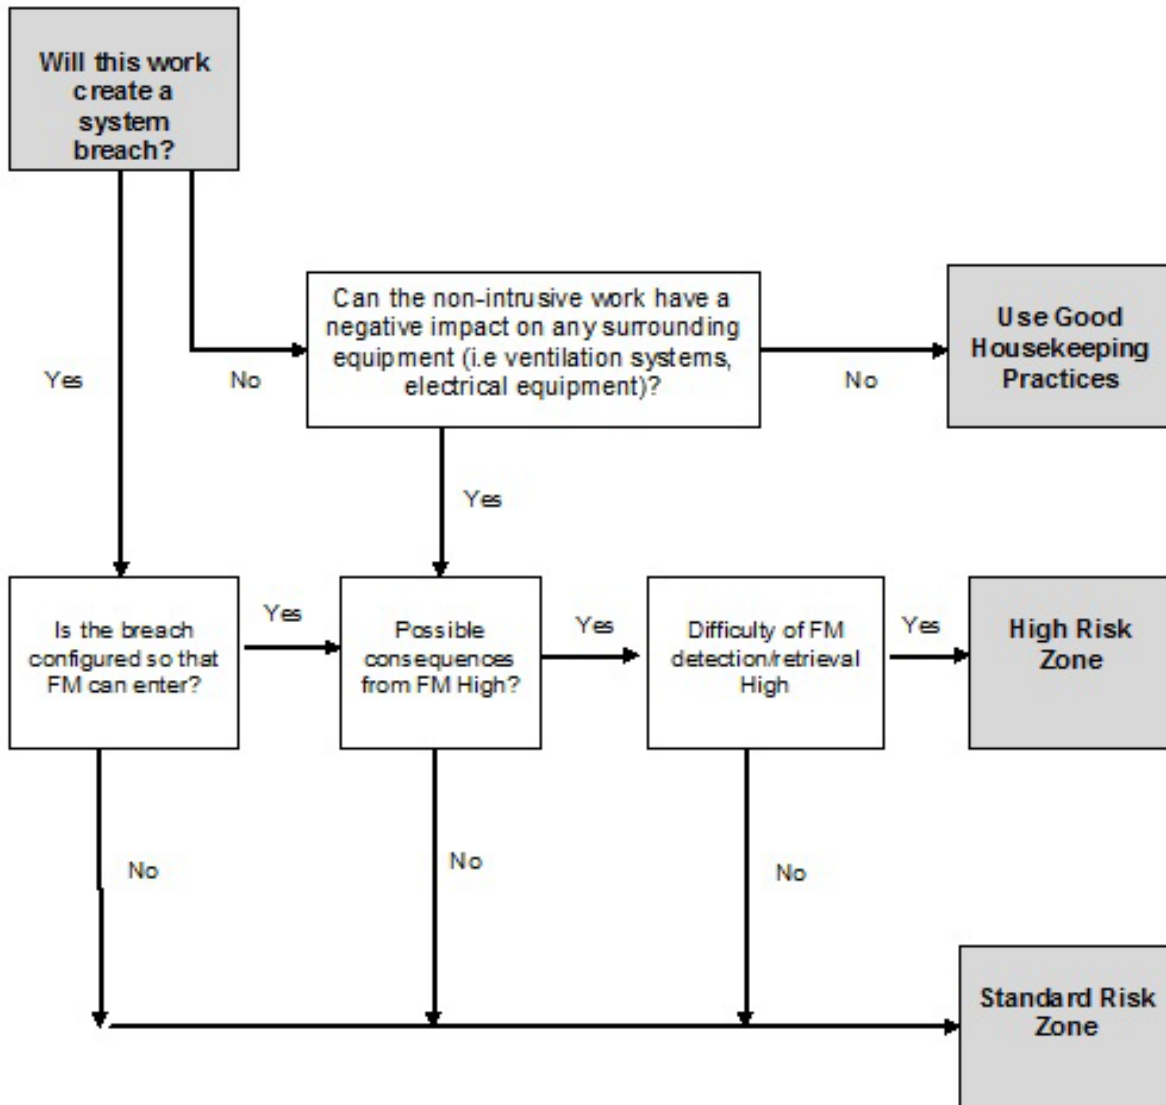 Will this work
create a
system
breach?
Can the non-intrusive work have a
negative impact on any surrounding
equipment (i.e ventilation systems,
electrical equipment)?
Use Good
Housekeeping
Practices
Yes
No
No
Yes
Is the breach
configured so that
FM can enter?
Yes
Possible
consequences
from FM High?
Yes
Difficulty of FM
detection/retrieval
High
Yes
High Risk
Zone
No
No
No
Standard Risk
Zone